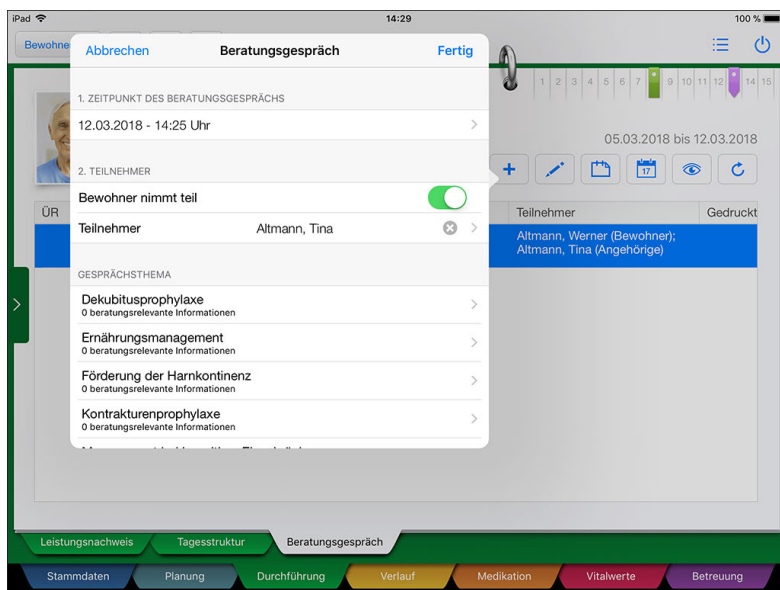 iPad 14:29 100 %
Bewohne
Abbrechen Beratungsgespräch Fertig
1 2 3 4 5 6 7 9 10 11 12 14 15
1. ZEITPUNKT DES BERATUNGSGESPRÄCHS
12.03.2018 - 14:25 Uhr
05.03.2018 bis 12.03.2018
2. TEILNEHMER
17
Bewohner nimmt teil
ÜR Teilnehmer Gedruckt
Teilnehmer Altmann, Tina
Altmann, Werner (Bewohner);
Altmann, Tina (Angehörige)
GESPRÄCHSTHEMA
Dekubitusprophylaxe
0 beratungsrelevante Informationen
Ernährungsmanagement
0 beratungsrelevante Informationen
Förderung der Harnkontinenz
0 beratungsrelevante Informationen
Kontrakturenprophylaxe
0 beratungsrelevante Informationen
Leistungsnachweis Tagesstruktur Beratungsgespräch
Stammdaten Planung Durchführung Verlauf Medikation Vitalwerte Betreuung